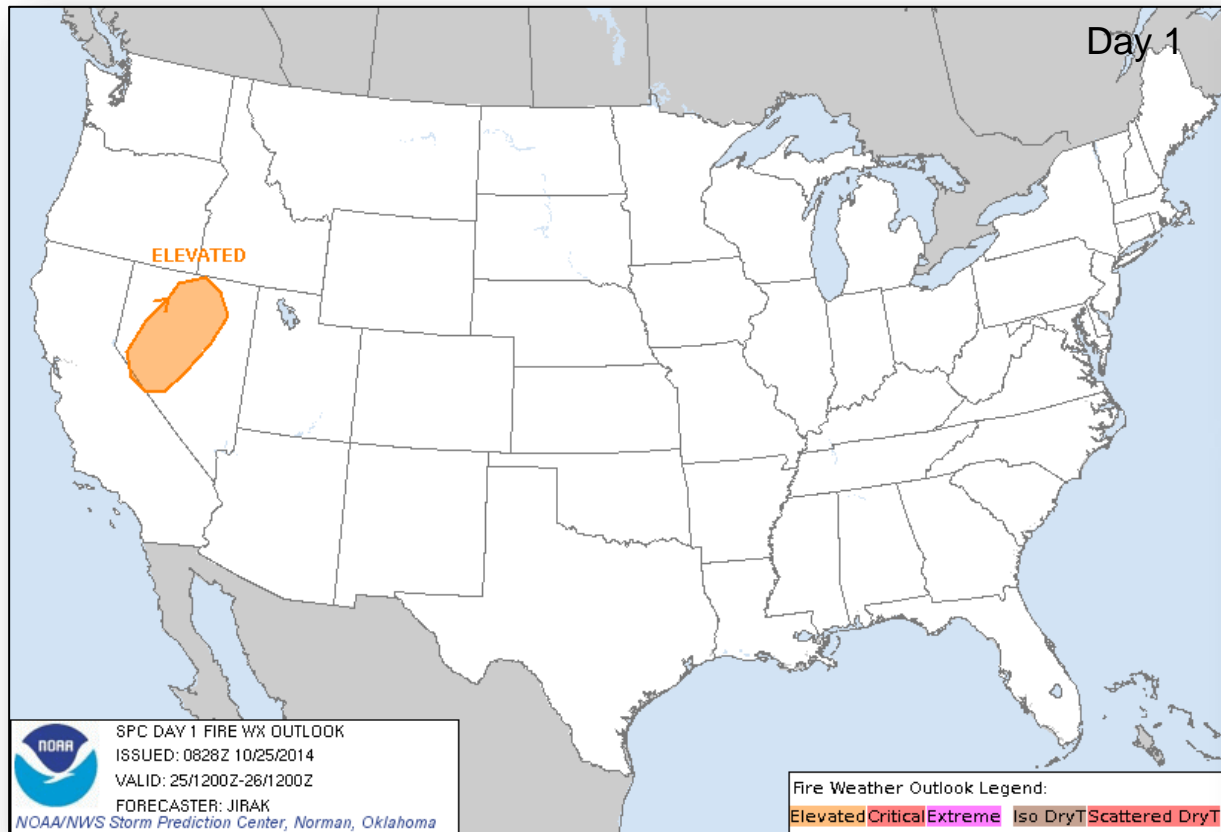 Day 1
ELEVATED
NOAA
SPC DAY 1 FIRE WX OUTLOOK
ISSUED: 0828Z 10/25/2014
VALID: 25/1200Z-26/1200Z
FORECASTER: JIRAK
NOAA/NWS Storm Prediction Center, Norman, Oklahoma
Fire Weather Outlook Legend:
Elevated Critical Extreme Iso DryT Scattered DryT